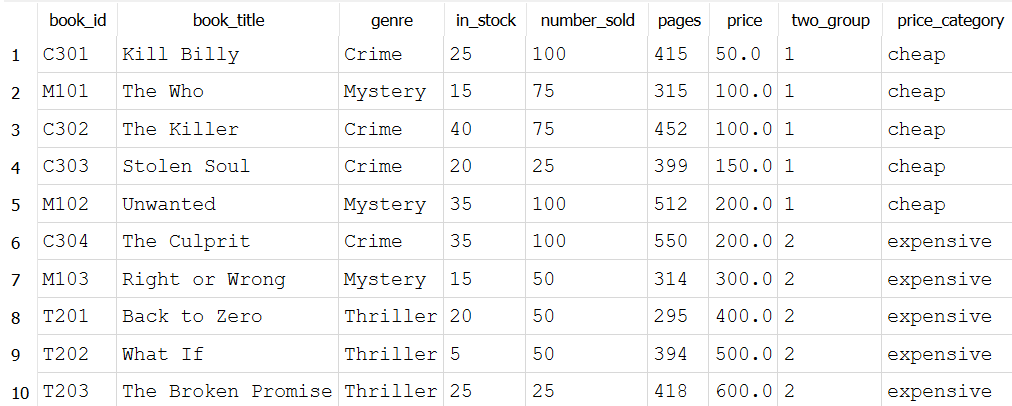 book_id book_title genre in_stock number_sold pages price two_group price_category
1 C301 Kill Billy Crime 25 100 415 50.0 1 cheap
2 M101 The Who Mystery 15 75 315 100.0 1 cheap
3 C302 The Killer Crime 40 75 452 100.0 1 cheap
4 C303 Stolen Soul Crime 20 25 399 150.0 1 cheap
5 M102 Unwanted Mystery 35 100 512 200.0 1 cheap
6 C304 The Culprit Crime 35 100 550 200.0 2 expensive
7 M103 Right or Wrong Mystery 15 50 314 300.0 2 expensive
8 T201 Back to Zero Thriller 20 50 295 400.0 2 expensive
9 T202 What If Thriller 5 50 394 500.0 2 expensive
10 T203 The Broken Promise Thriller 25 25 418 600.0 2 expensive